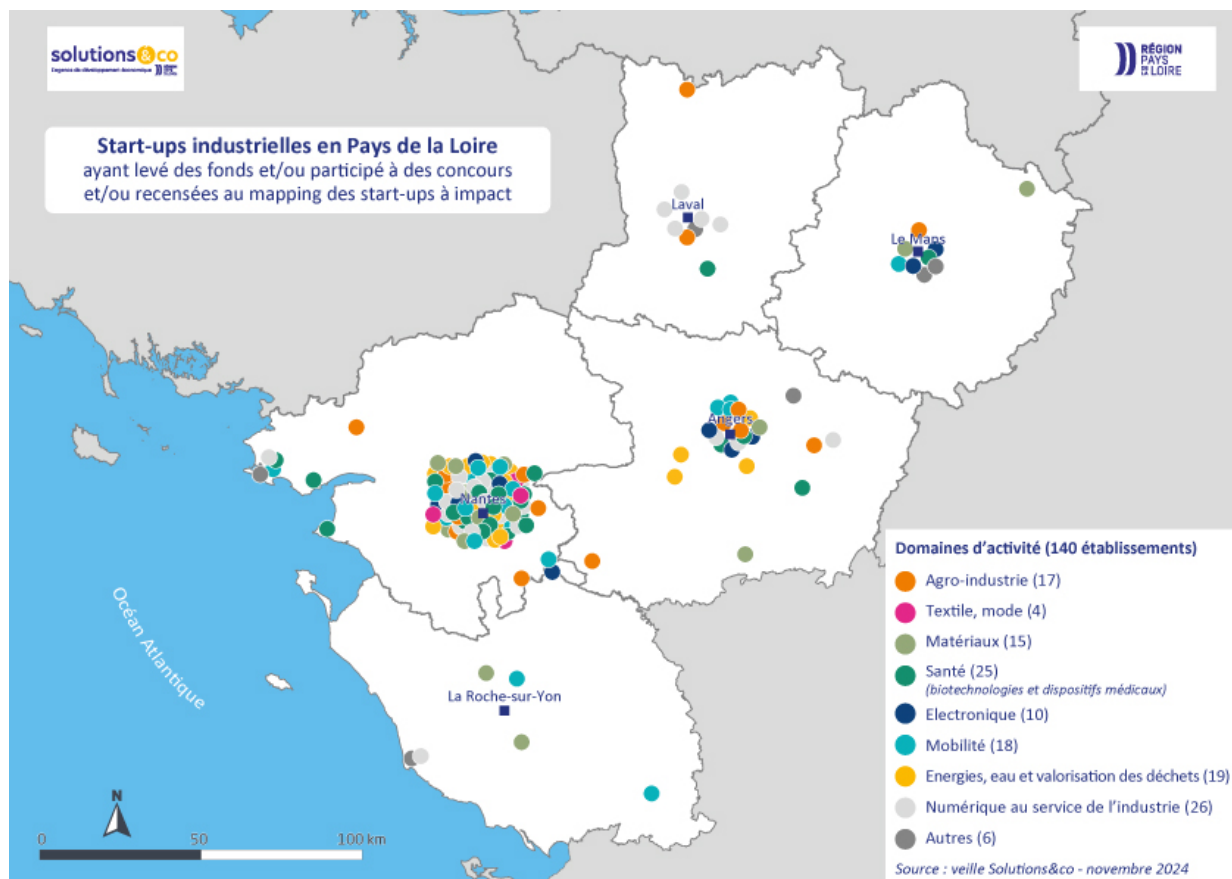 solutions&co
l'agence de développement économique
RÉGION
PAYS
DE LA
LOIRE
Start-ups industrielles en Pays de la Loire
ayant levé des fonds et/ou participé à des concours
et/ou recensées au mapping des start-ups à impact
Laval
Le Mans
Angers
Nantes
La Roche-sur-Yon
Océan Atlantique
N
0 50 100 km
Domaines d'activité (140 établissements)
Agro-industrie (17)
Textile, mode (4)
Matériaux (15)
Santé (25)
(biotechnologies et dispositifs médicaux)
Electronique (10)
Mobilité (18)
Energies, eau et valorisation des déchets (19)
Numérique au service de l'industrie (26)
Autres (6)
Source : veille Solutions&co - novembre 2024